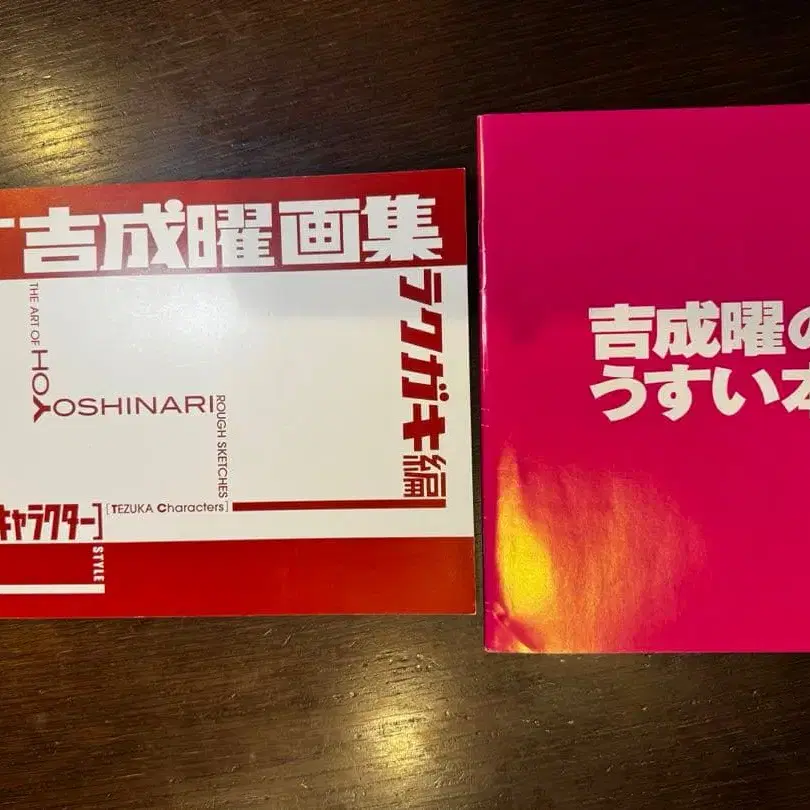 吉成曜画集
ラクガキ編
THE ART OF
HOYOSHINARI
ROUGH SKETCHES
キャラクター]
[TEZUKA Characters]
STYLE
吉成曜の
うすい本